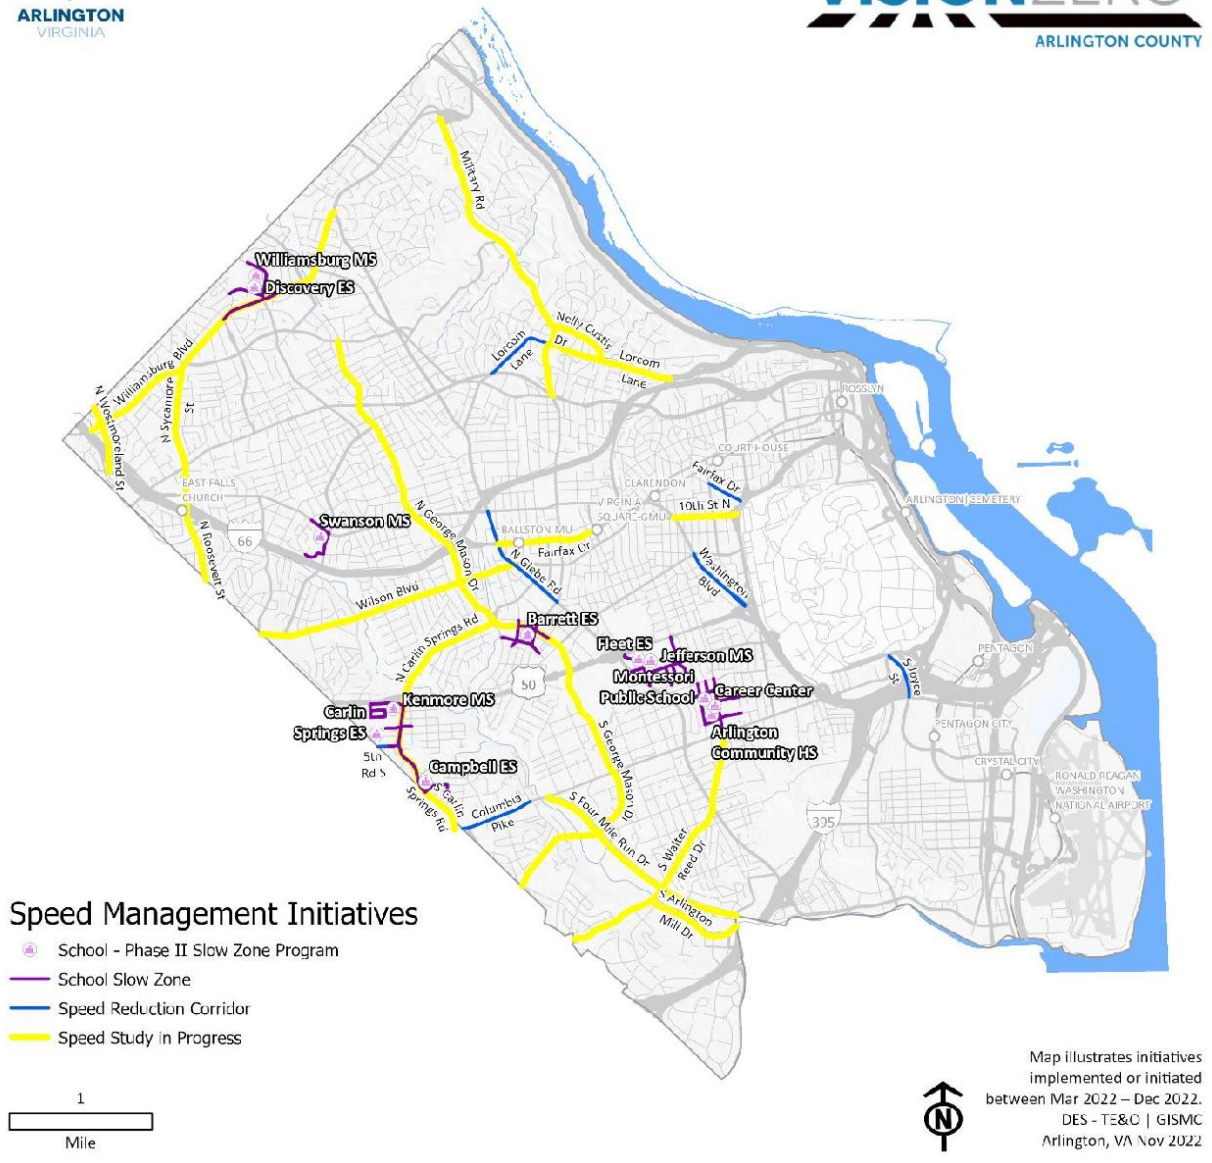 ARLINGTON
VIRGINIA
VISION ZERO
ARLINGTON COUNTY
Military Rd
Williamsburg MS
Discovery ES
Nelly Custis
Dr
Lorcom
Lane
Lorcom
Lane
Williamsburg Blvd
N Sycamore
St
N Westmoreland St
ROSSLYN
COURT HOUSE
Fairfax Dr
CLARENDON
VIRGINIA
SQUARE-GMU
10th St N
ARLINGTON CEMETERY
EAST FALLS
CHURCH
N Roosevelt St
66
Swanson MS
N George Mason Dr
BALLSTON MU
Fairfax Dr
N Glebe Rd
Washington
Blvd
Wilson Blvd
N Carlin Springs Rd
Barrett ES
Fleet ES
Jefferson MS
Montessori
Public School
Career Center
Arlington
Community HS
50
S Joyce
St
PENTAGON
PENTAGON CITY
CRYSTAL CITY
RONALD REAGAN
WASHINGTON
NATIONAL AIRPORT
Kenmore MS
Carlin
Springs ES
5th
Rd S
Campbell ES
S Carlin
Springs Rd
Columbia
Pike
S George Mason Dr
S Four Mile Run Dr
S Walter
Reed Dr
395
S Arlington
Mill Dr
Speed Management Initiatives
School - Phase II Slow Zone Program
School Slow Zone
Speed Reduction Corridor
Speed Study in Progress
1
Mile
N
Map illustrates initiatives
implemented or initiated
between Mar 2022 – Dec 2022.
DES - TE&O | GISMC
Arlington, VA Nov 2022